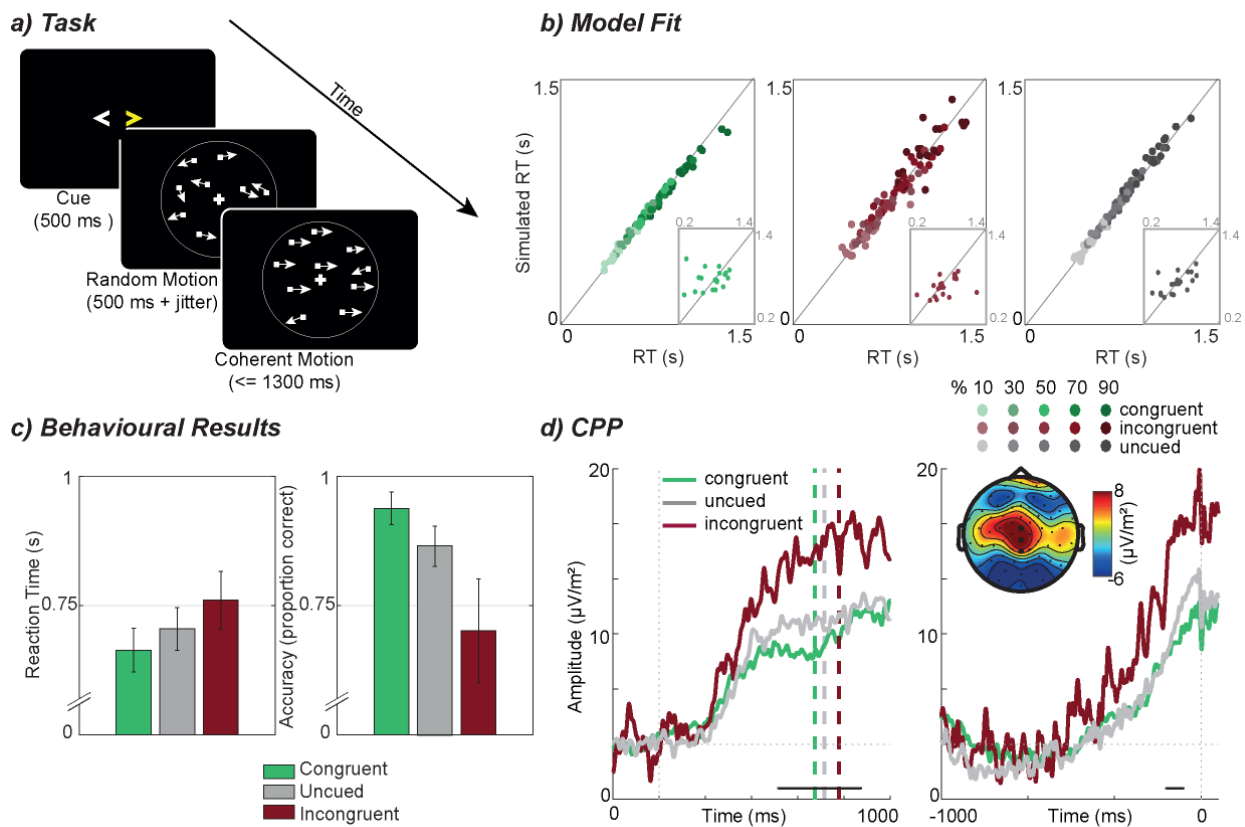 a) Task
Time
< >
Cue
(500 ms )
Random Motion
(500 ms + jitter)
Coherent Motion
(<= 1300 ms)
b) Model Fit
Simulated RT (s)
1.5
0
0 1.5
RT (s)
0.2 1.4
1.4
0.2
0 1.5
RT (s)
0.2 1.4
1.4
0.2
0 1.5
RT (s)
0.2 1.4
1.4
0.2
% 10 30 50 70 90
congruent
incongruent
uncued
c) Behavioural Results
Reaction Time (s)
1
0.75
0
Accuracy (proportion correct)
1
0.75
0
Congruent
Uncued
Incongruent
d) CPP
Amplitude (µV/m²)
20
10
0
congruent
uncued
incongruent
0 Time (ms) 1000
20
10
0
8
-6
(µV/m²)
-1000 Time (ms) 0